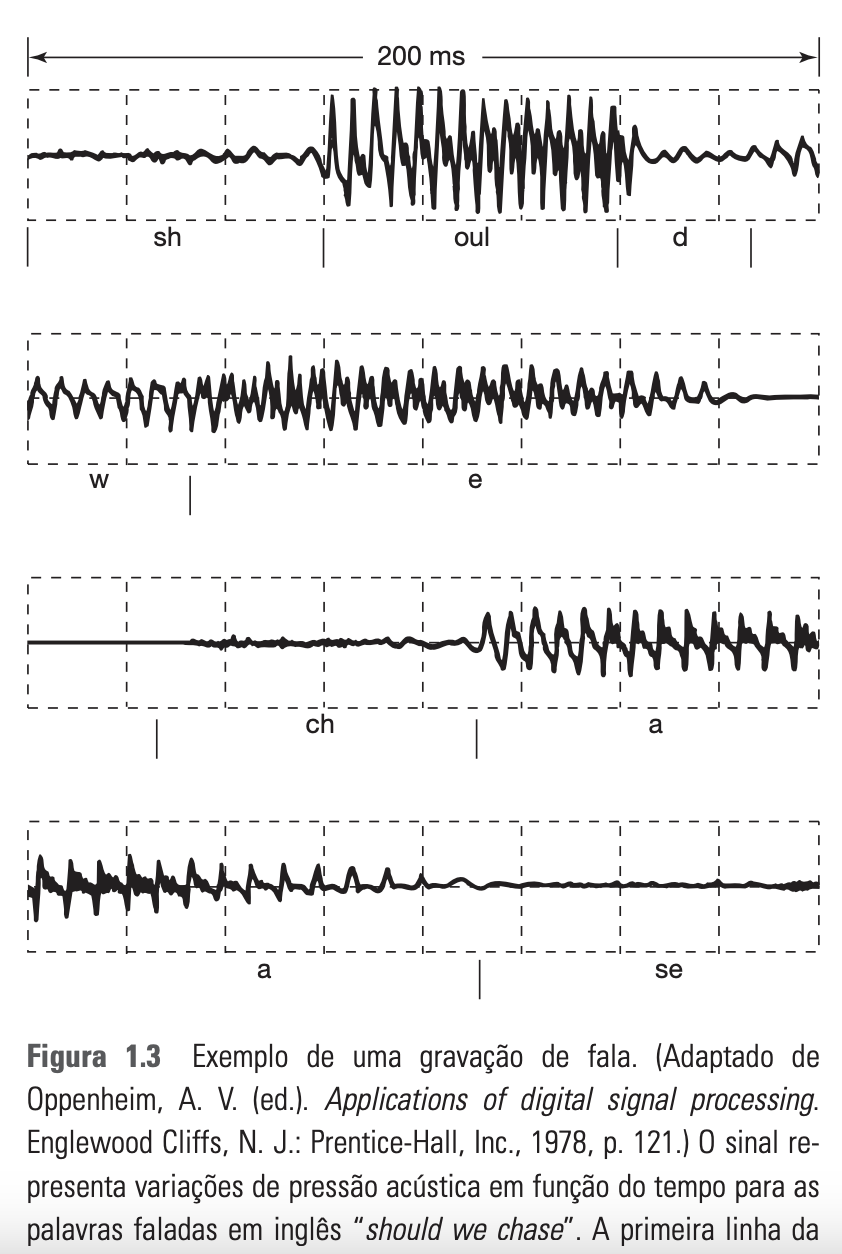 200 ms
sh oul d
w e
ch a
a se
Figura 1.3 Exemplo de uma gravação de fala. (Adaptado de
Oppenheim, A. V. (ed.). Applications of digital signal processing.
Englewood Cliffs, N. J.: Prentice-Hall, Inc., 1978, p. 121.) O sinal re-
presenta variações de pressão acústica em função do tempo para as
palavras faladas em inglês “should we chase”. A primeira linha da